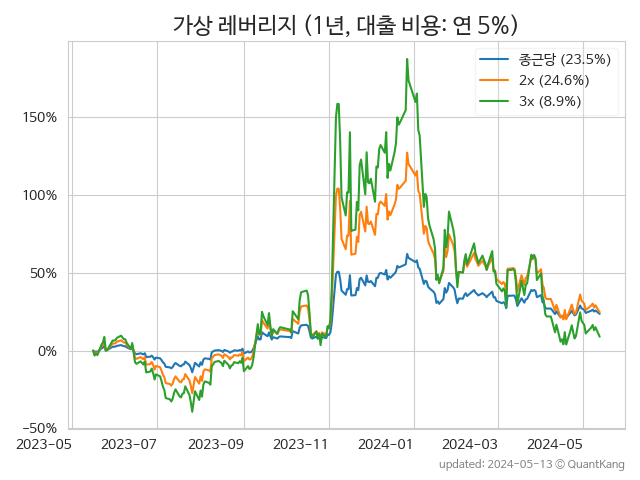 가상 레버리지 (1년, 대출 비용: 연 5%)
종근당 (23.5%)
2x (24.6%)
3x (8.9%)
150%
100%
50%
0%
−50%
2023-05
2023-07
2023-09
2023-11
2024-01
2024-03
2024-05
updated: 2024-05-13 ⓒ QuantKang